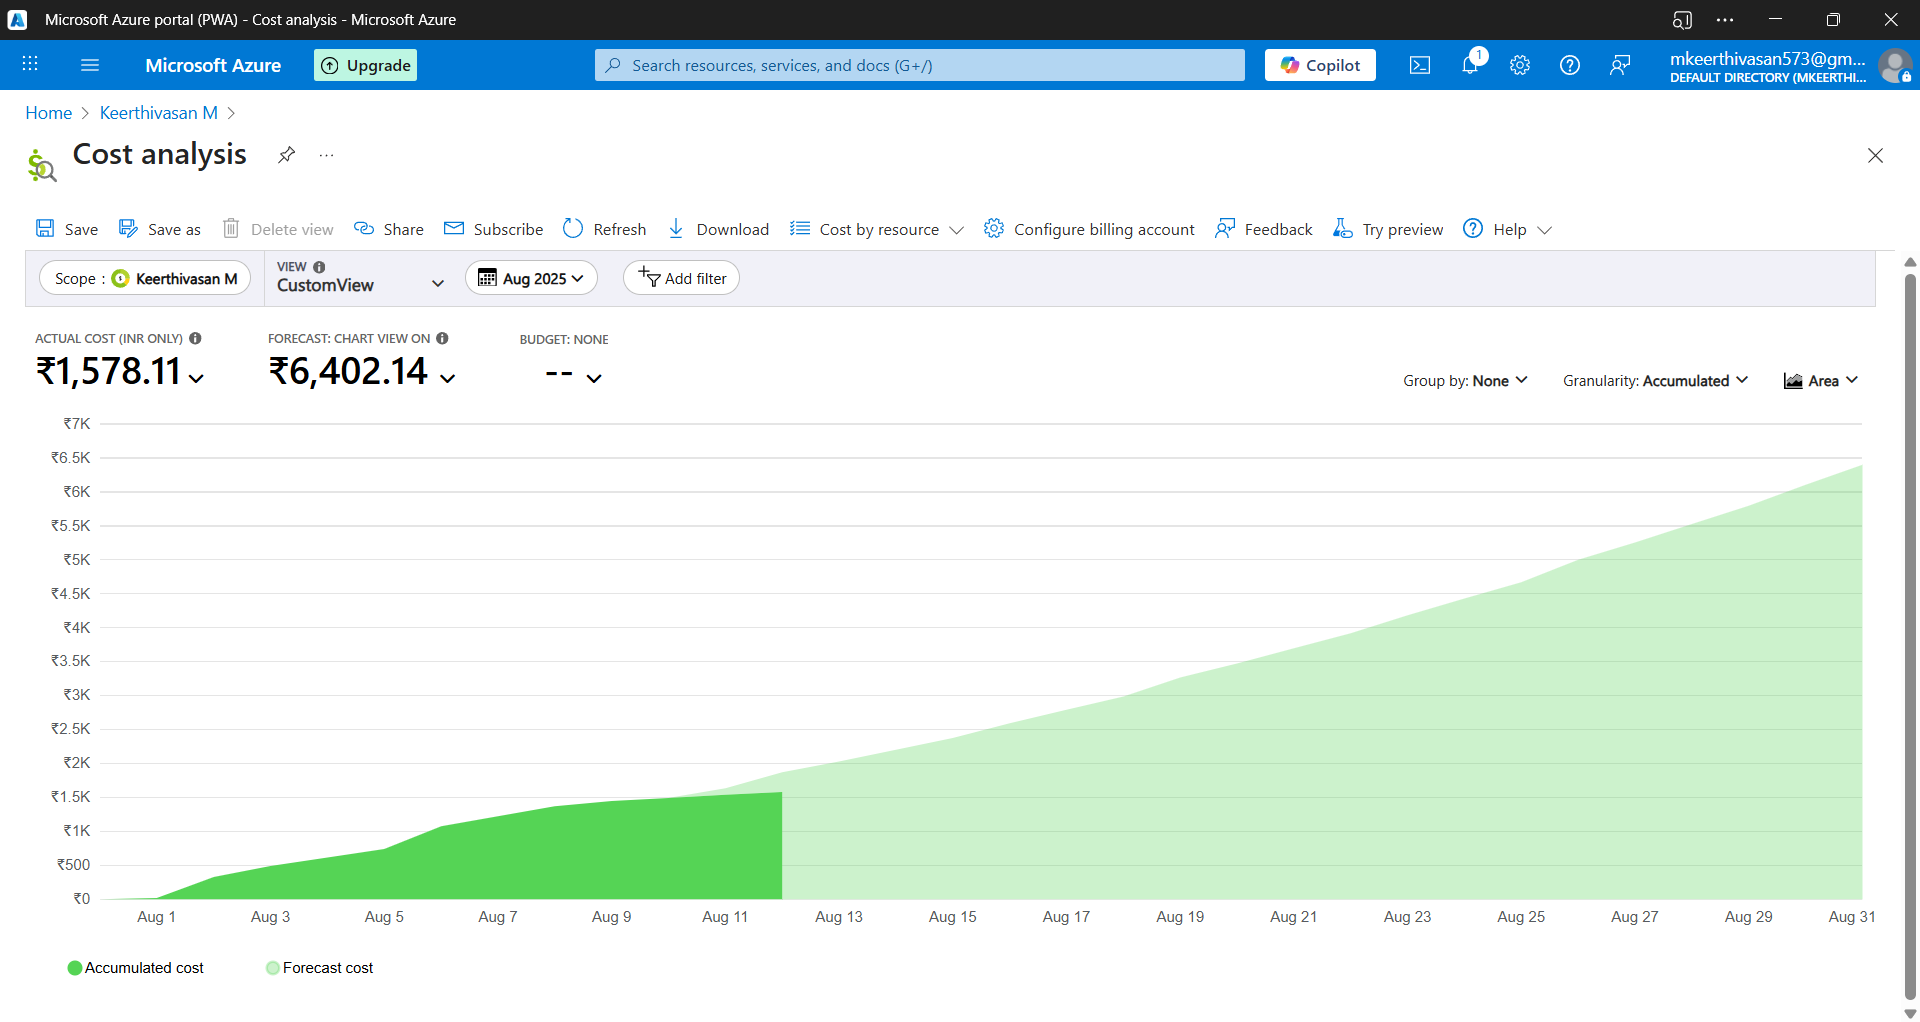 Microsoft Azure portal (PWA) - Cost analysis - Microsoft Azure
Microsoft Azure
Upgrade
Search resources, services, and docs (G+/)
Copilot
1
mkeerthivasan573@gm...
DEFAULT DIRECTORY (MKEERTHI...
Home > Keerthivasan M >
Cost analysis
Save
Save as
Delete view
Share
Subscribe
Refresh
Download
Cost by resource
Configure billing account
Feedback
Try preview
Help
Scope : Keerthivasan M
VIEW
CustomView
Aug 2025
Add filter
ACTUAL COST (INR ONLY)
₹1,578.11
FORECAST: CHART VIEW ON
₹6,402.14
BUDGET: NONE
--
Group by: None
Granularity: Accumulated
Area
₹7K
₹6.5K
₹6K
₹5.5K
₹5K
₹4.5K
₹4K
₹3.5K
₹3K
₹2.5K
₹2K
₹1.5K
₹1K
₹500
₹0
Aug 1
Aug 3
Aug 5
Aug 7
Aug 9
Aug 11
Aug 13
Aug 15
Aug 17
Aug 19
Aug 21
Aug 23
Aug 25
Aug 27
Aug 29
Aug 31
Accumulated cost
Forecast cost